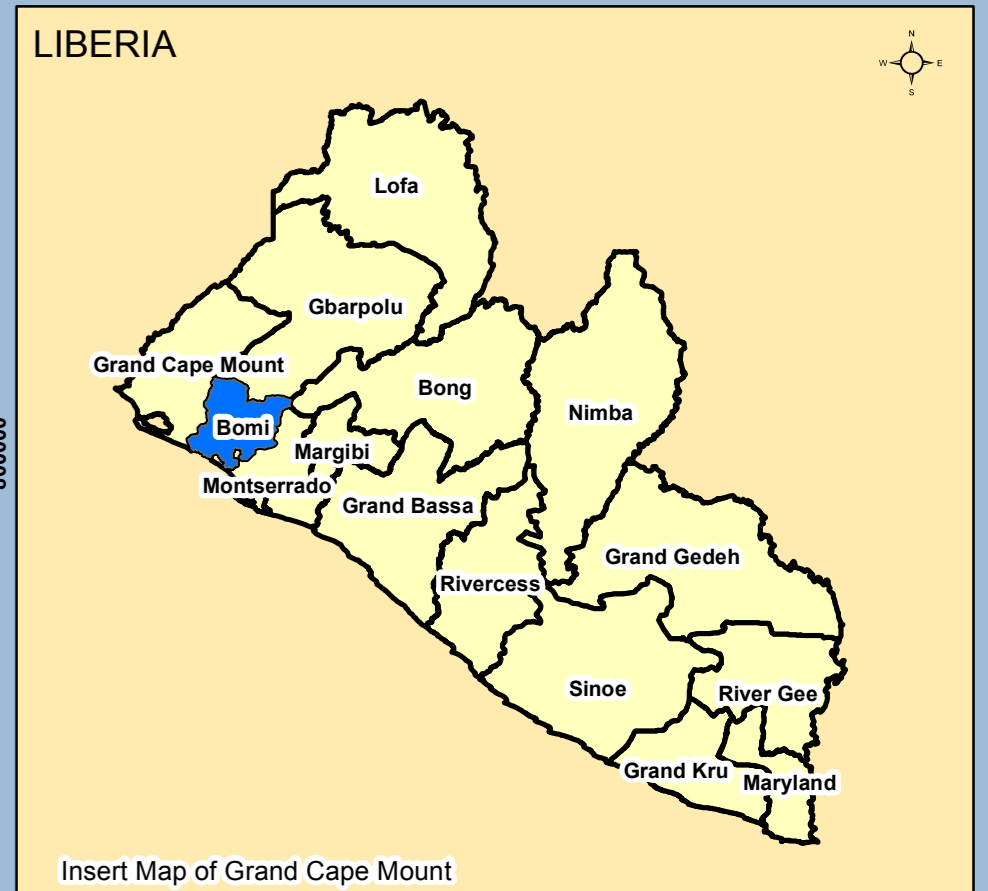 LIBERIA
N
W
E
S
Lofa
Gbarpolu
Grand Cape Mount
Bong
Nimba
Bomi
Margibi
Montserrado
Grand Bassa
Grand Gedeh
Rivercess
Sinoe
River Gee
Grand Kru
Maryland
Insert Map of Grand Cape Mount